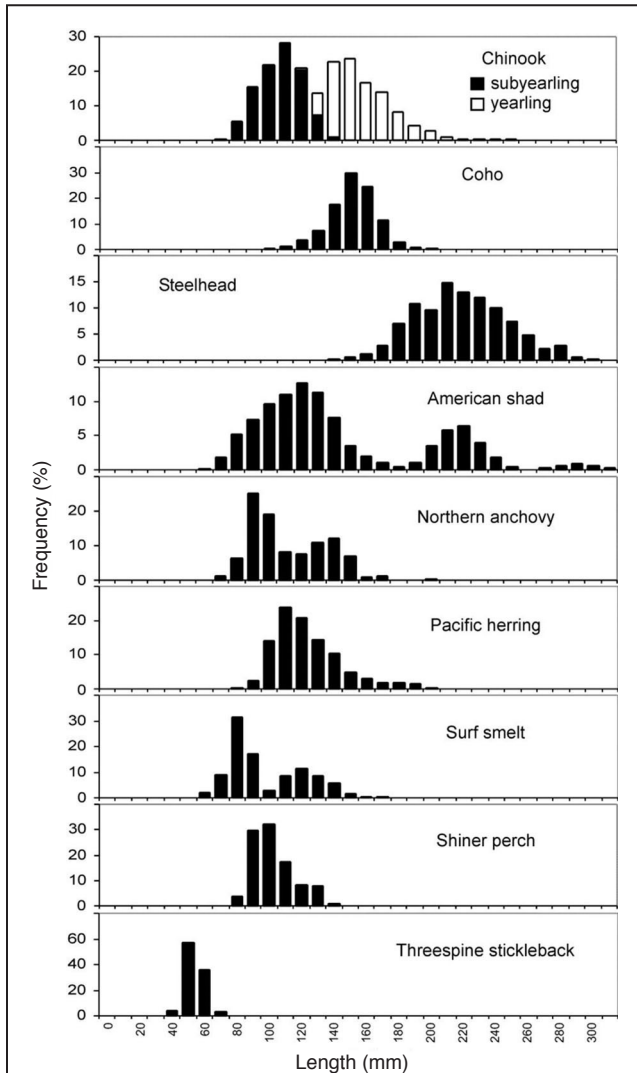 Frequency (%)
30
20
10
0
Chinook
subyearling
yearling
30
20
10
0
Coho
15
10
5
0
Steelhead
10
5
0
American shad
20
10
0
Northern anchovy
20
10
0
Pacific herring
30
20
10
0
Surf smelt
30
20
10
0
Shiner perch
60
40
20
0
Threespine stickleback
0 20 40 60 80 100 120 140 160 180 200 220 240 260 280 300
Length (mm)